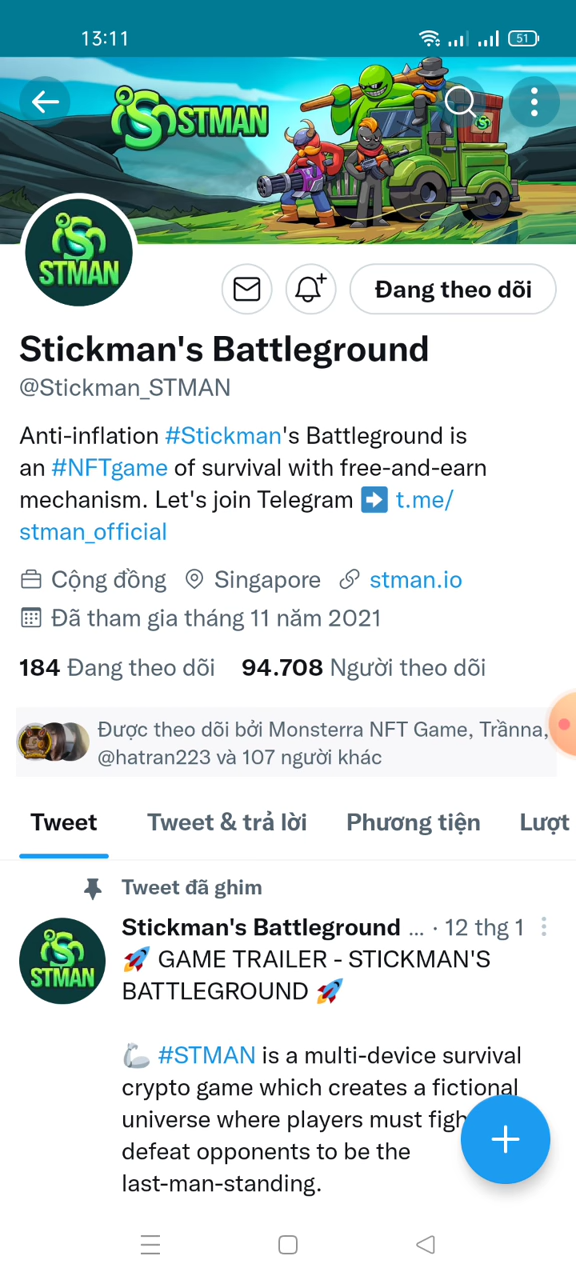 13:11
51
STMAN
STMAN
Đang theo dõi
Stickman's Battleground
@Stickman_STMAN
Anti-inflation #Stickman's Battleground is
an #NFTgame of survival with free-and-earn
mechanism. Let's join Telegram ➡️ t.me/
stman_official
Cộng đồng Singapore stman.io
Đã tham gia tháng 11 năm 2021
184 Đang theo dõi 94.708 Người theo dõi
Được theo dõi bởi Monsterra NFT Game, Trânna,
@hatran223 và 107 người khác
Tweet Tweet & trả lời Phương tiện Lượt
Tweet đã ghim
Stickman's Battleground ... · 12 thg 1
🚀 GAME TRAILER - STICKMAN'S
BATTLEGROUND 🚀
STMAN
🦾 #STMAN is a multi-device survival
crypto game which creates a fictional
universe where players must figh
defeat opponents to be the
last-man-standing.